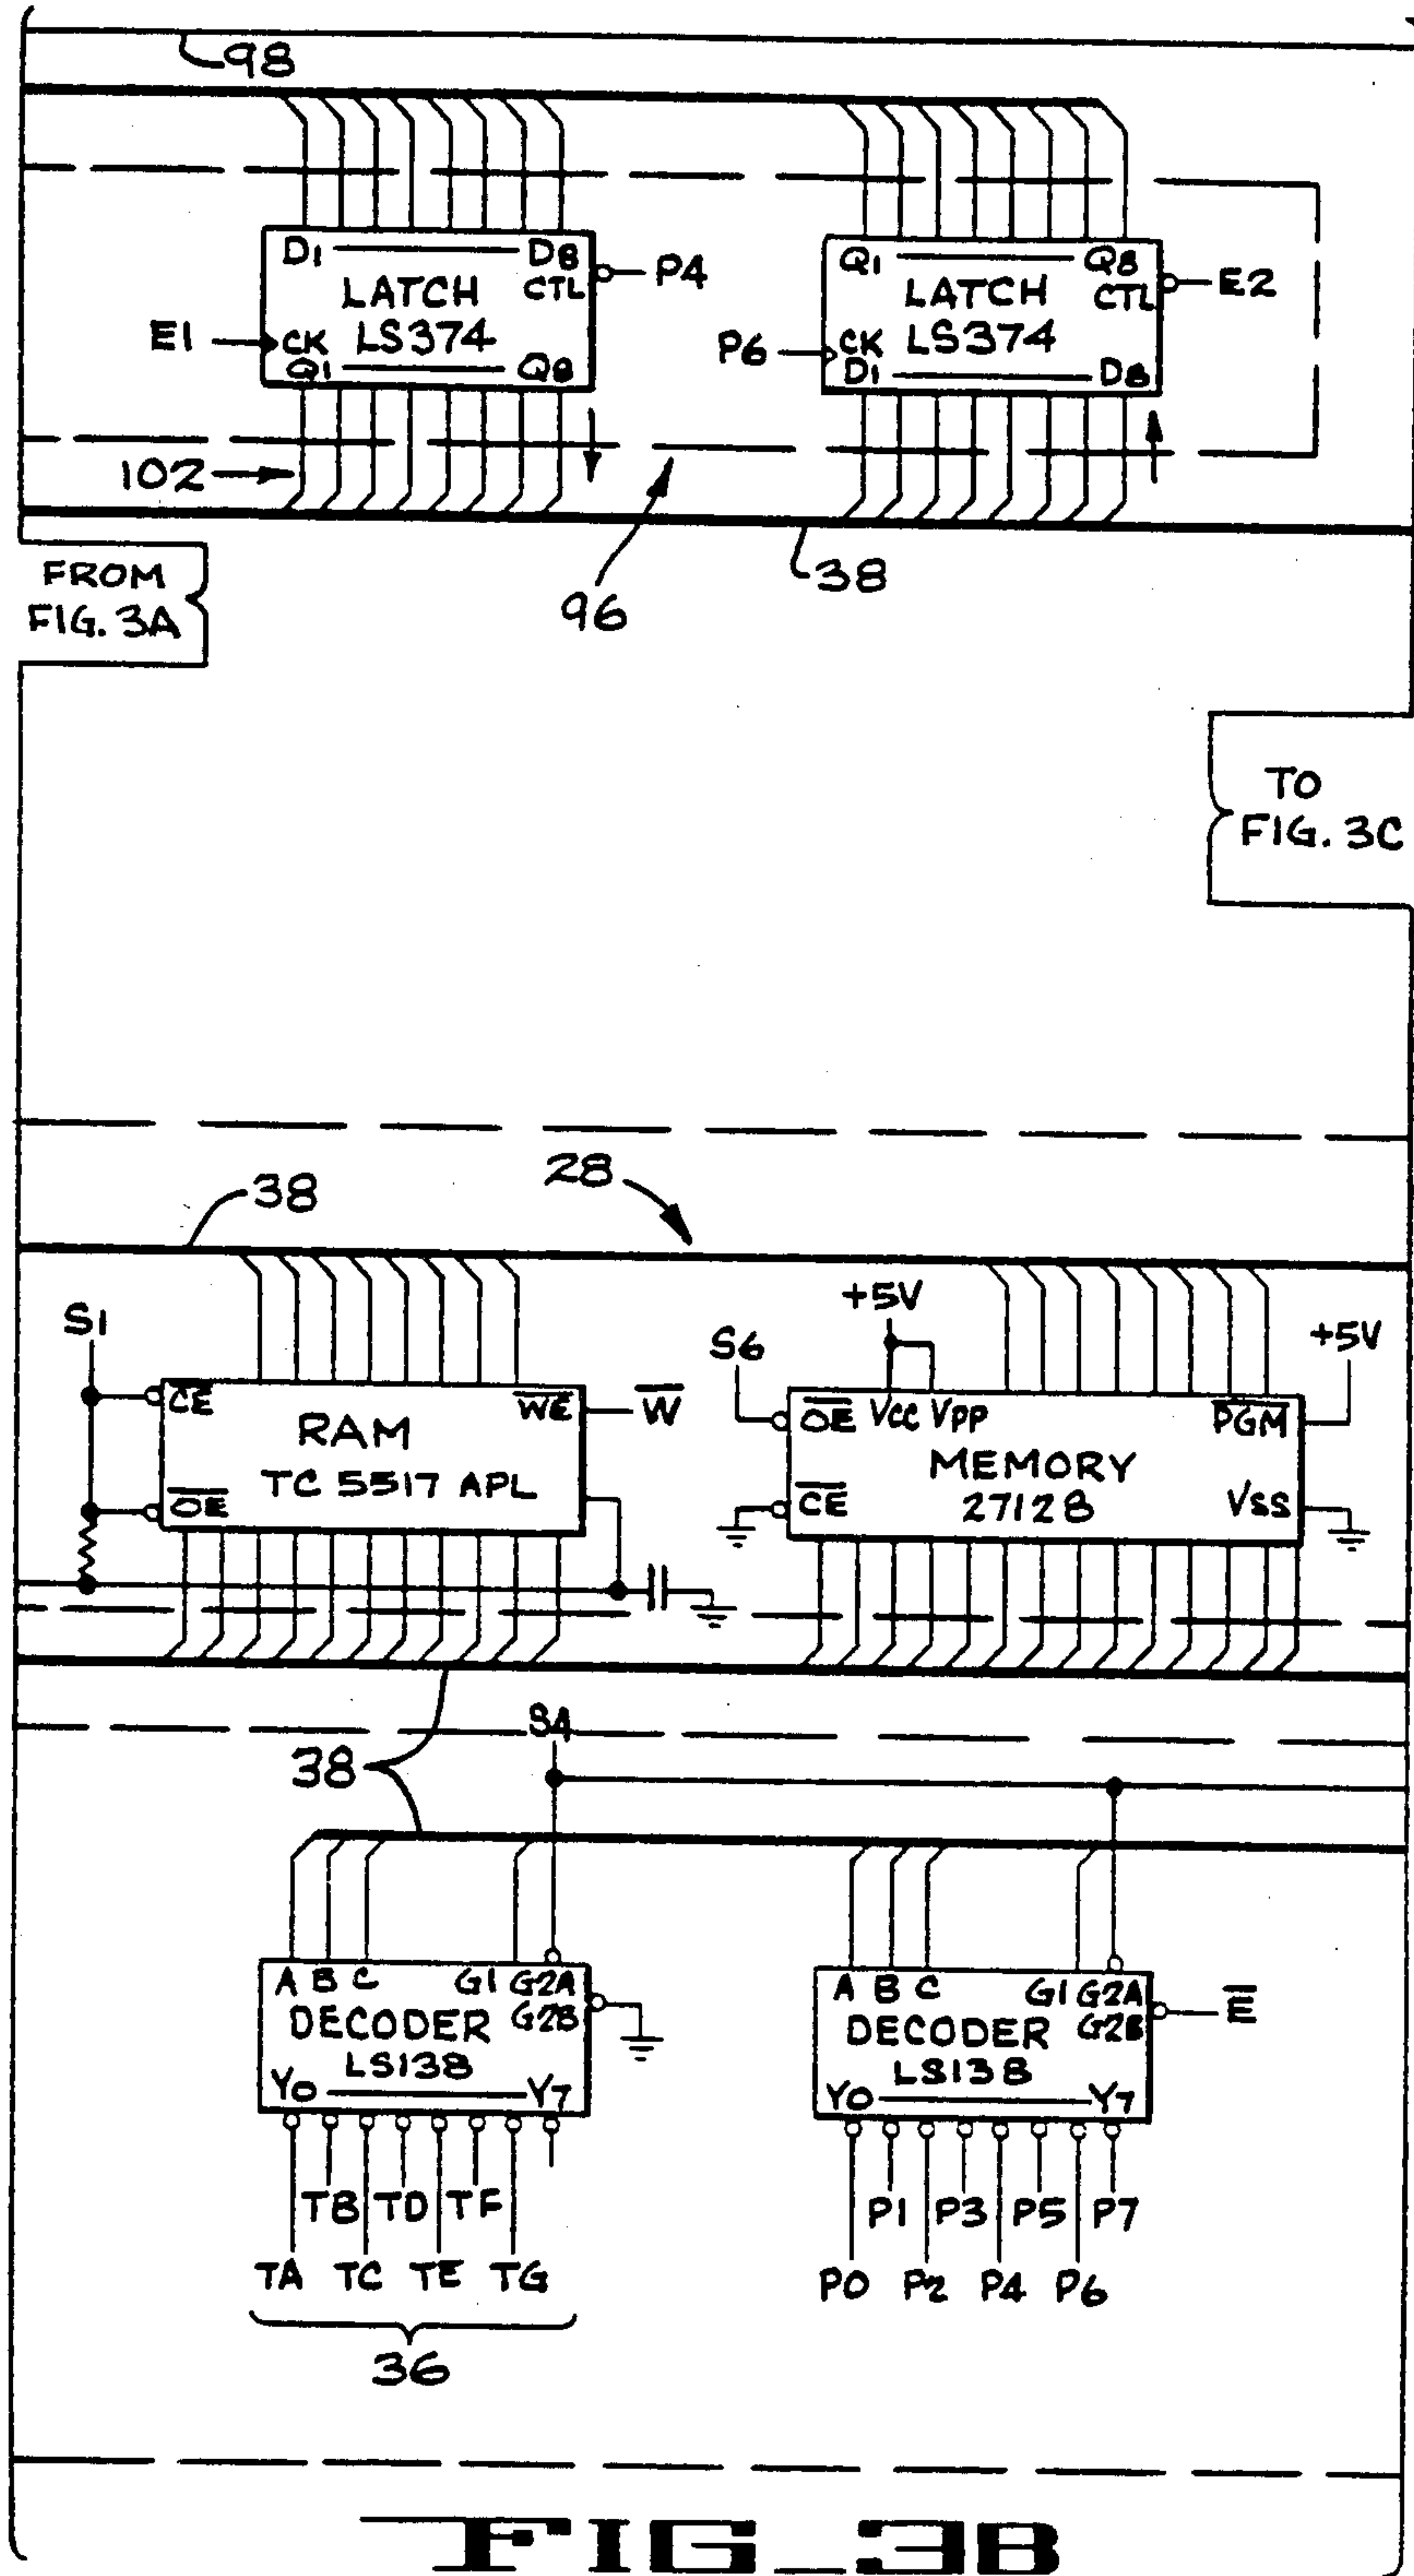 98
D1 D8
LATCH CTL
LS374
CK
Q1 Q8
E1
P4
Q1 Q8
LATCH CTL
LS374
CK
D1 D8
P6
E2
102
96
38
FROM
FIG. 3A
TO
FIG. 3C
38
28
S1
CE WE
RAM
TC 5517 APL
OE
W
+5V
S6
+5V
OE VCC VPP PGM
MEMORY
27128
CE VSS
S4
38
A B C G1 G2A
DECODER G2B
LS138
Y0 Y7
TB TD TF
TA TC TE TG
36
A B C G1 G2A
DECODER G2B
LS138
Y0 Y7
E
P1 P3 P5 P7
P0 P2 P4 P6
FIG_3B